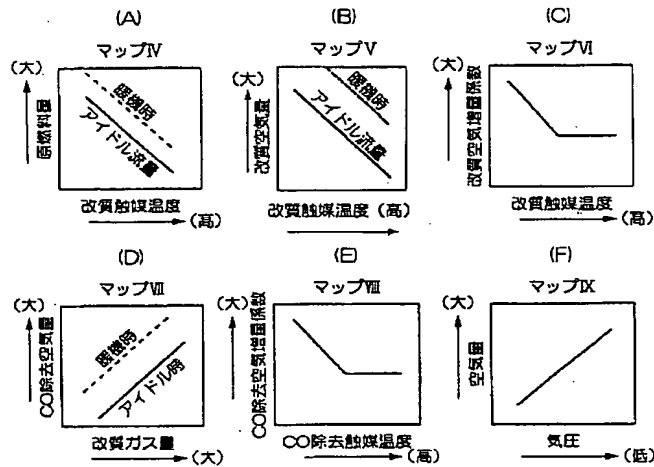 (A)
マップⅣ
(大)
原燃料量
暖機時
アイドル流量
改質触媒温度
(高)
(B)
マップⅤ
(大)
改質空気量
暖機時
アイドル流量
改質触媒温度 (高)
(C)
マップⅥ
(大)
改質空気増量係数
改質触媒温度
(高)
(D)
マップⅦ
(大)
CO除去空気量
暖機時
アイドル時
改質ガス量
(大)
(E)
マップⅧ
(大)
CO除去空気増量係数
CO除去触媒温度
(高)
(F)
マップⅨ
(大)
空気量
気圧
(低)